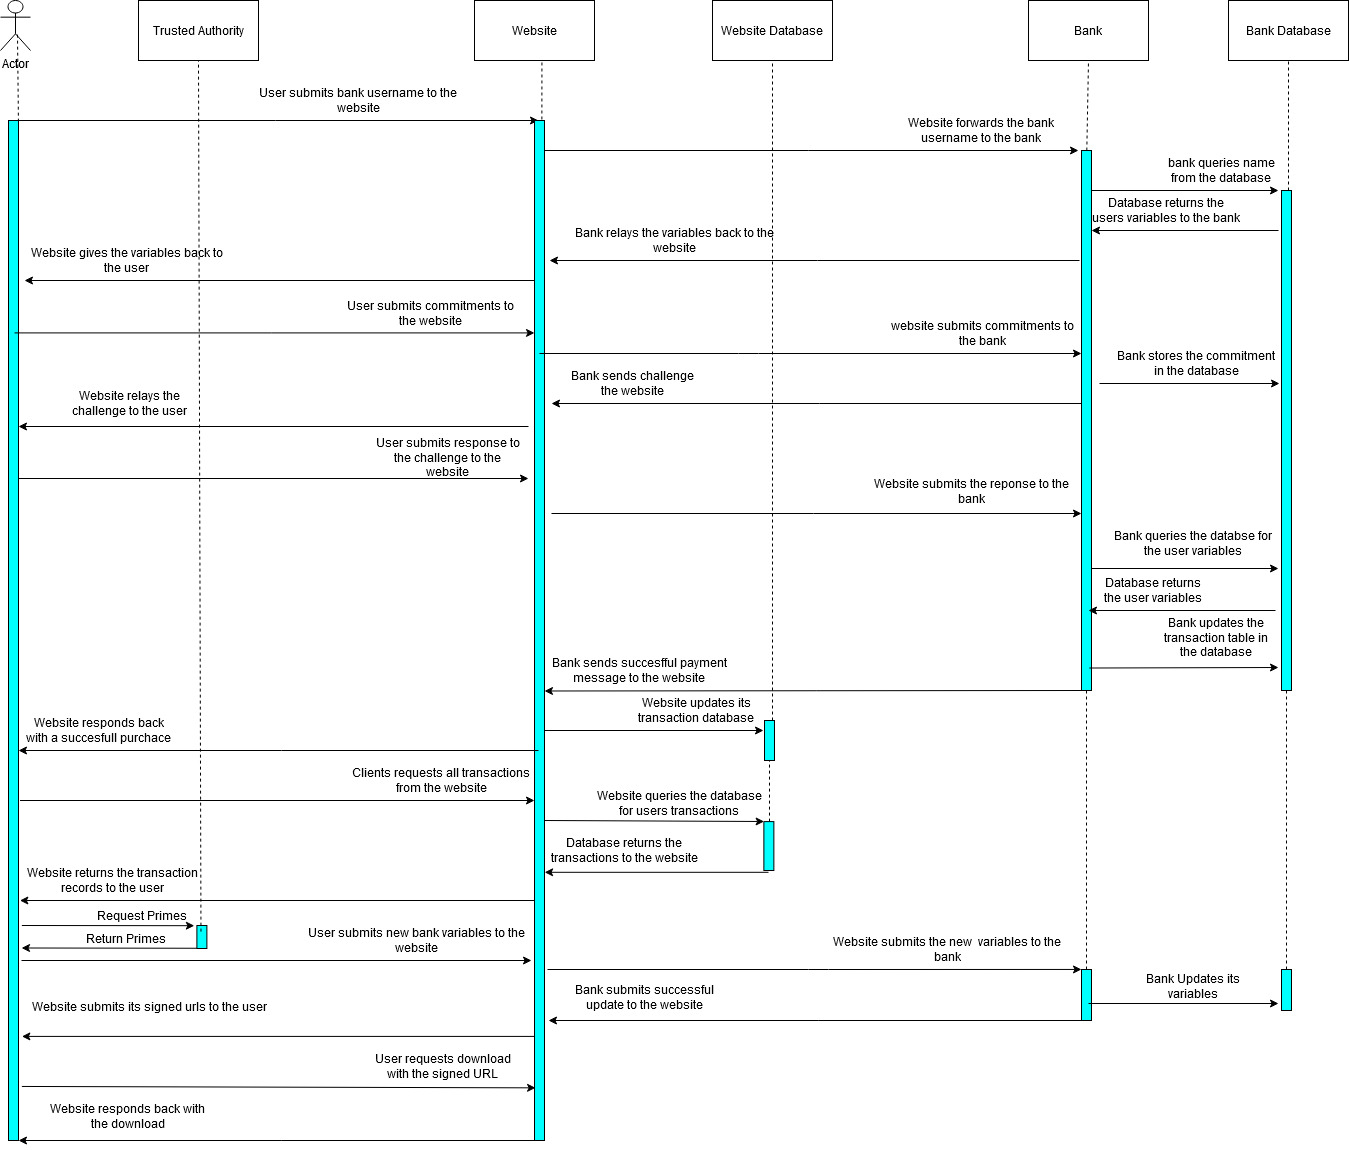 Actor
Trusted Authority
Website
Website Database
Bank
Bank Database
User submits bank username to the
website
Website forwards the bank
username to the bank
bank queries name
from the database
Database returns the
users variables to the bank
Bank relays the variables back to the
website
Website gives the variables back to
the user
User submits commitments to
the website
website submits commitments to
the bank
Bank stores the commitment
in the database
Bank sends challenge
the website
Website relays the
challenge to the user
User submits response to
the challenge to the
website
Website submits the reponse to the
bank
Bank queries the databse for
the user variables
Database returns
the user variables
Bank updates the
transaction table in
the database
Bank sends succesfful payment
message to the website
Website updates its
transaction database
Website responds back
with a succesfull purchace
Clients requests all transactions
from the website
Website queries the database
for users transactions
Database returns the
transactions to the website
Website returns the transaction
records to the user
Request Primes
Return Primes
User submits new bank variables to the
website
Website submits the new variables to the
bank
Bank Updates its
variables
Bank submits successful
update to the website
Website submits its signed urls to the user
User requests download
with the signed URL
Website responds back with
the download